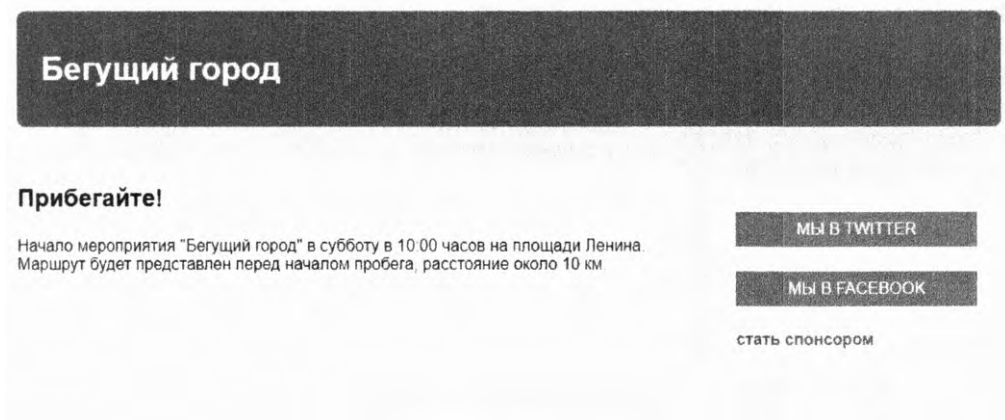 Бегущий город
Прибегайте!
Начало мероприятия "Бегущий город" в субботу в 10:00 часов на площади Ленина.
Маршрут будет представлен перед началом пробега, расстояние около 10 км
МЫ В TWITTER
МЫ В FACEBOOK
стать спонсором